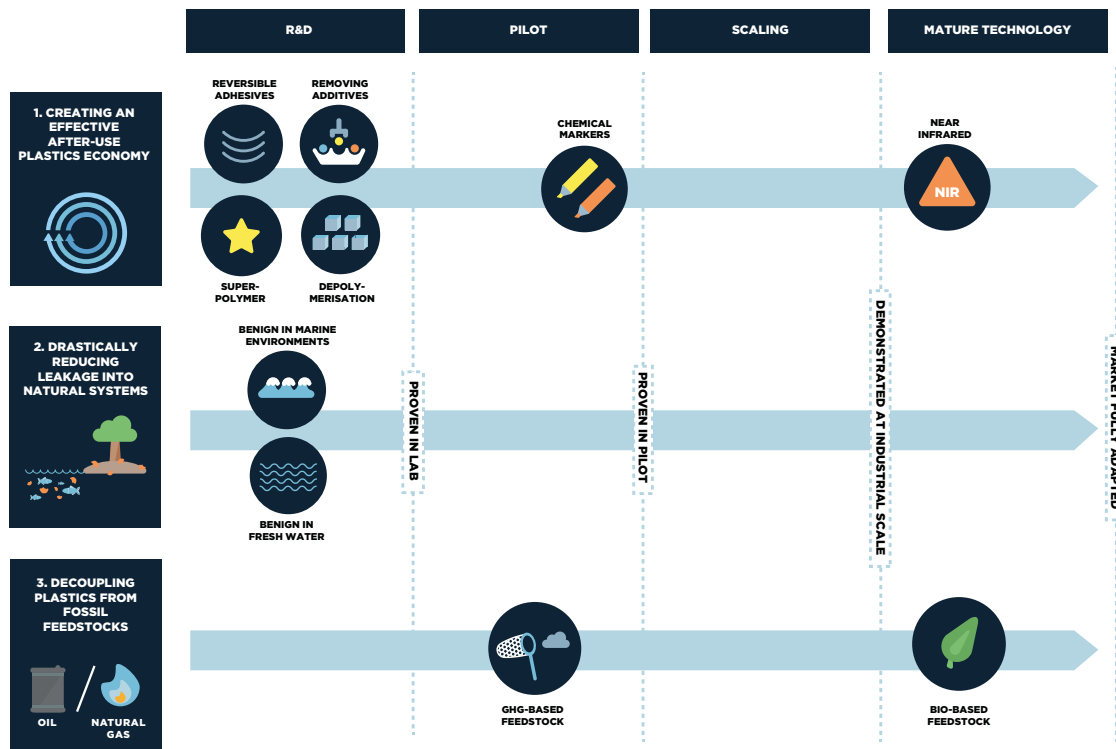 R&D
PILOT
SCALING
MATURE TECHNOLOGY
1. CREATING AN
EFFECTIVE
AFTER-USE
PLASTICS ECONOMY
REVERSIBLE
ADHESIVES
REMOVING
ADDITIVES
SUPER-
POLYMER
DEPOLY-
MERISATION
CHEMICAL
MARKERS
NEAR
INFRARED
NIR
2. DRASTICALLY
REDUCING
LEAKAGE INTO
NATURAL SYSTEMS
BENIGN IN MARINE
ENVIRONMENTS
BENIGN IN
FRESH WATER
PROVEN IN LAB
PROVEN IN PILOT
DEMONSTRATED AT INDUSTRIAL SCALE
MARKET FULLY ADAPTED
3. DECOUPLING
PLASTICS FROM
FOSSIL
FEEDSTOCKS
OIL
NATURAL
GAS
GHG-BASED
FEEDSTOCK
BIO-BASED
FEEDSTOCK